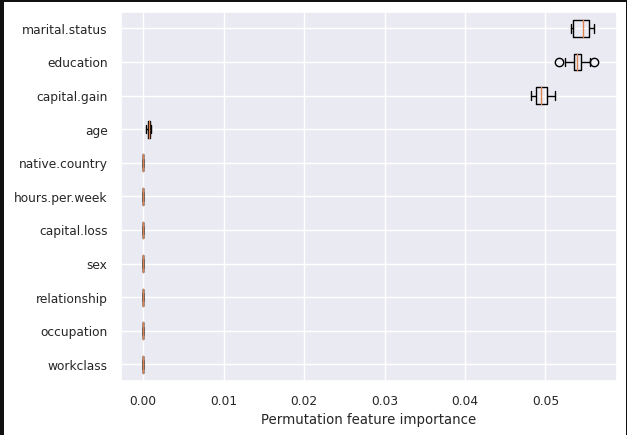 marital.status
education
capital.gain
age
native.country
hours.per.week
capital.loss
sex
relationship
occupation
workclass
0.00 0.01 0.02 0.03 0.04 0.05
Permutation feature importance